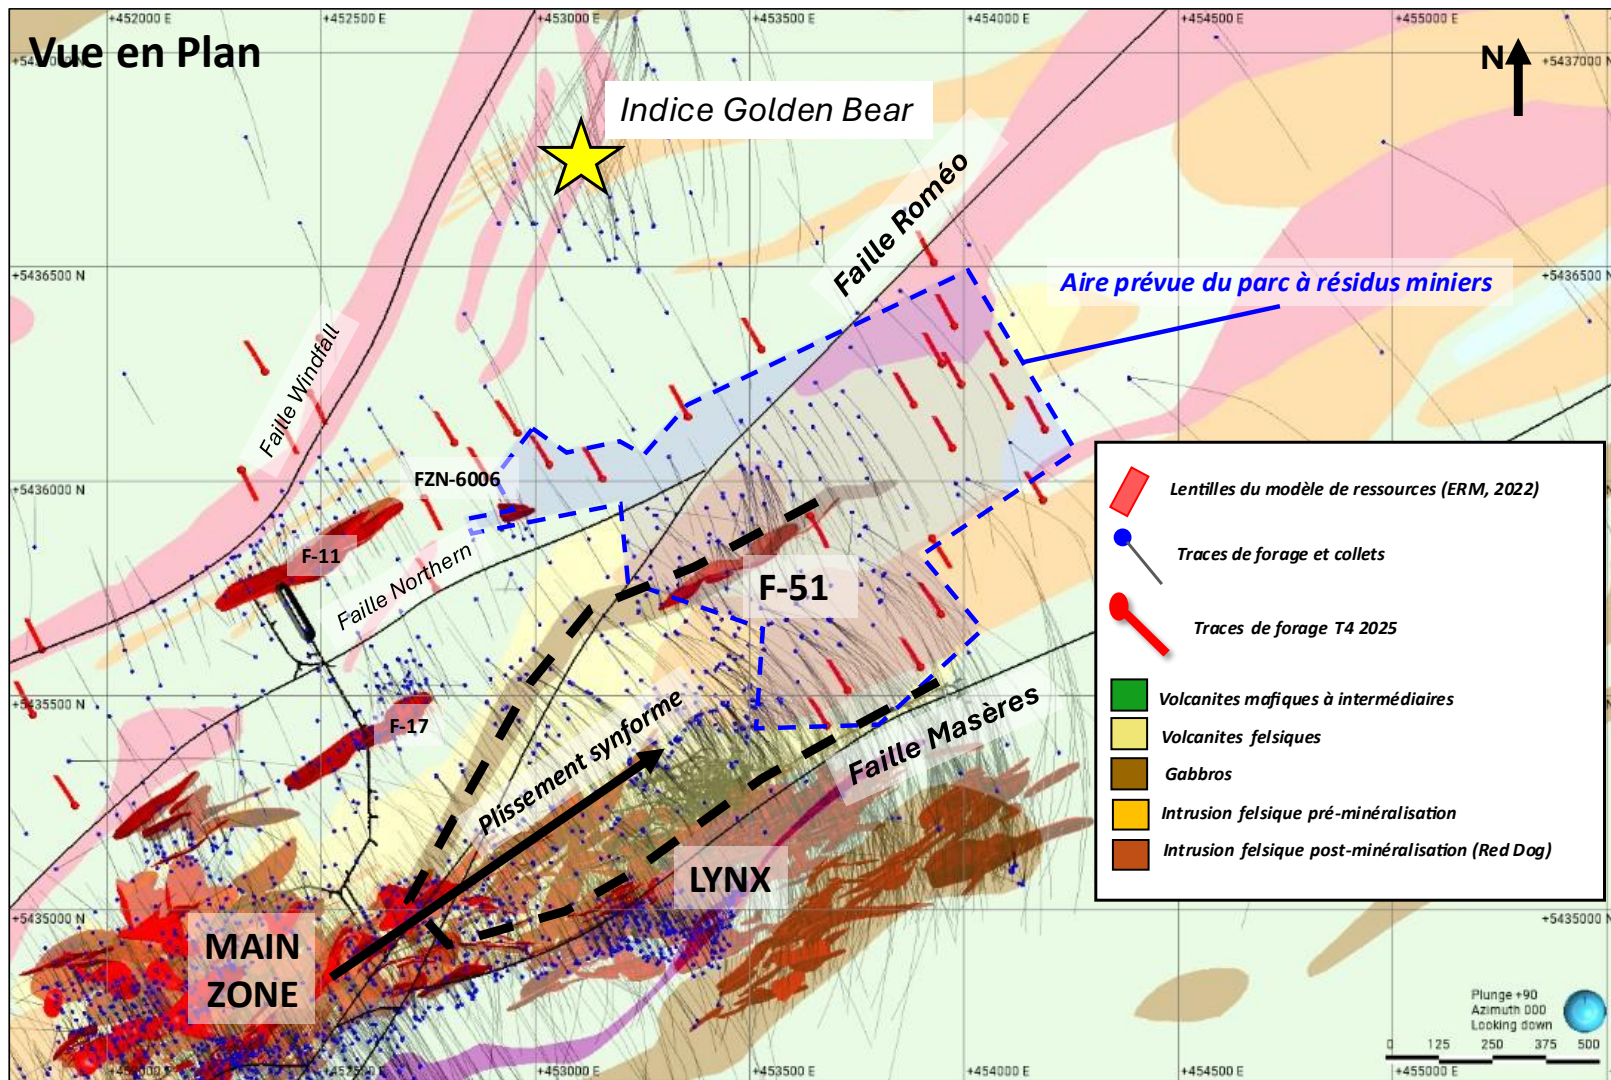 +452000 E
+452500 E
+453000 E
+453500 E
+454000 E
+454500 E
+455000 E
Vue en Plan
N
+5437000 N
Indice Golden Bear
Faille Roméo
+5436500 N
+5436500 N
Aire prévue du parc à résidus miniers
Faille Windfall
FZN-6006
+5436000 N
F-11
Faille Northern
F-51
F-17
+5435500 N
Plissement synforme
Faille Masères
LYNX
MAIN
ZONE
+5435000 N
+5435000 N
Lentilles du modèle de ressources (ERM, 2022)
Traces de forage et collets
Traces de forage T4 2025
Volcanites mafiques à intermédiaires
Volcanites felsiques
Gabbros
Intrusion felsique pré-minéralisation
Intrusion felsique post-minéralisation (Red Dog)
Plunge +90
Azimuth 000
Looking down
0 125 250 375 500
+452000 E
+452500 E
+453000 E
+453500 E
+454000 E
+454500 E
+455000 E